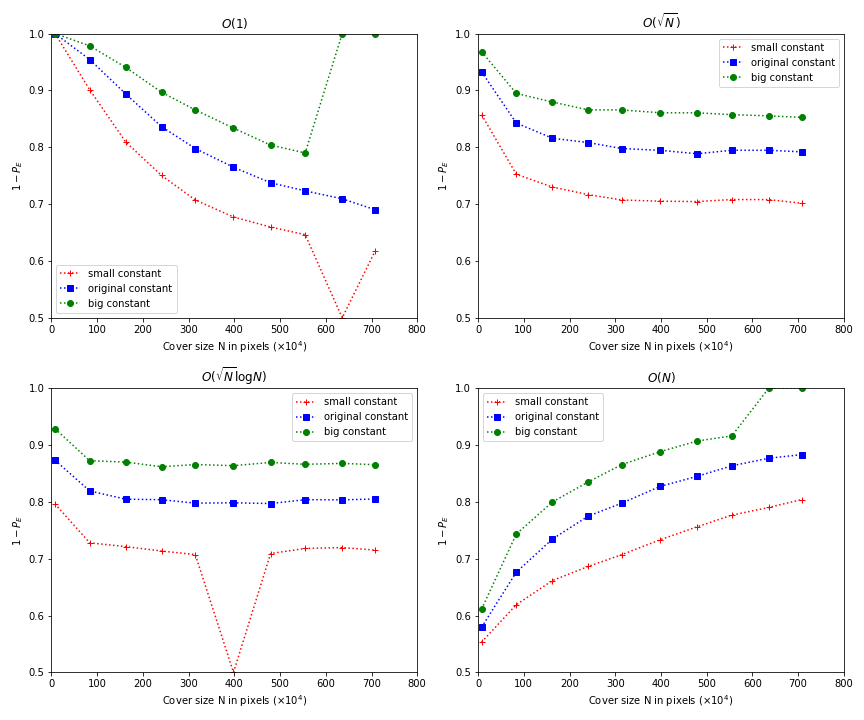 O(1)
1.0
0.9
0.8
0.7
0.6
0.5
1 − P_E
small constant
original constant
big constant
0 100 200 300 400 500 600 700 800
Cover size N in pixels (×10⁴)
O(√N)
1.0
0.9
0.8
0.7
0.6
0.5
1 − P_E
small constant
original constant
big constant
0 100 200 300 400 500 600 700 800
Cover size N in pixels (×10⁴)
O(√NlogN)
1.0
0.9
0.8
0.7
0.6
0.5
1 − P_E
small constant
original constant
big constant
0 100 200 300 400 500 600 700 800
Cover size N in pixels (×10⁴)
O(N)
1.0
0.9
0.8
0.7
0.6
0.5
1 − P_E
small constant
original constant
big constant
0 100 200 300 400 500 600 700 800
Cover size N in pixels (×10⁴)